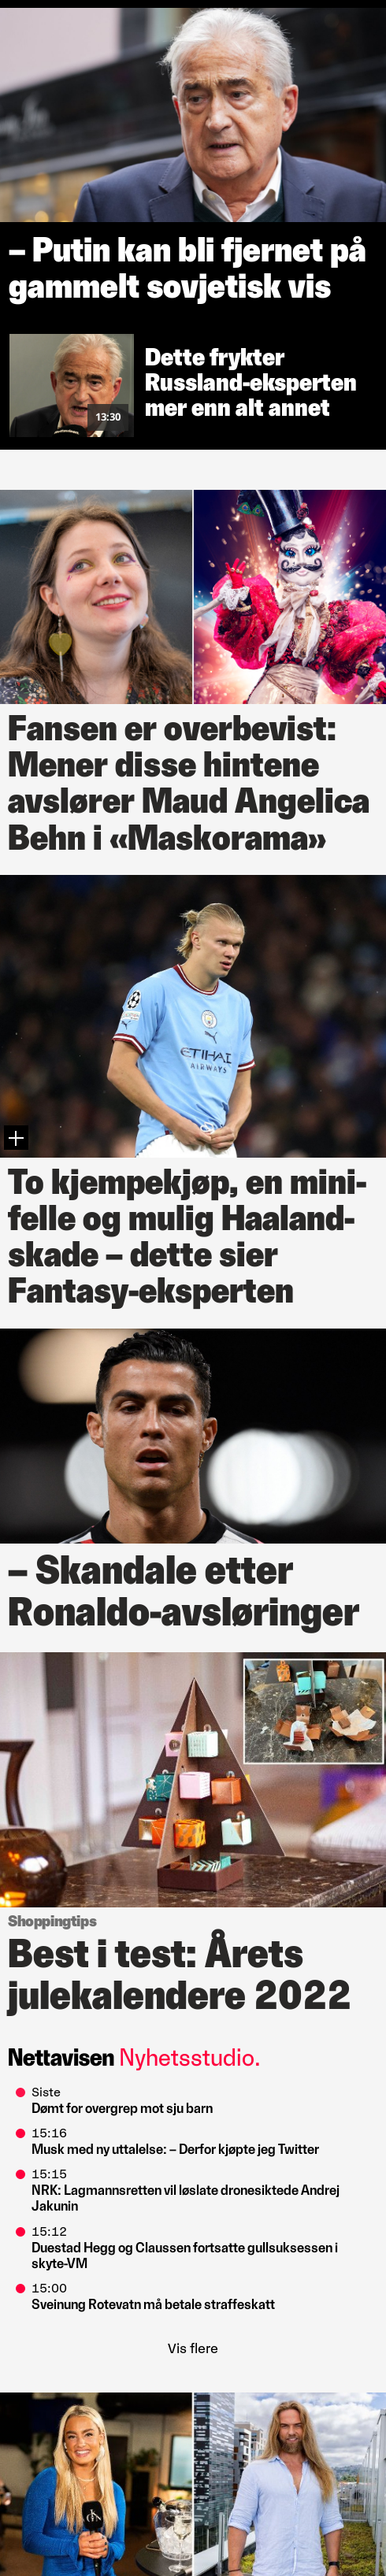 – Putin kan bli fjernet på
gammelt sovjetisk vis
13:30
Dette frykter
Russland-eksperten
mer enn alt annet
Fansen er overbevist:
Mener disse hintene
avslører Maud Angelica
Behn i «Maskorama»
ETIHAD
AIRWAYS
To kjempekjøp, en mini-
felle og mulig Haaland-
skade – dette sier
Fantasy-eksperten
– Skandale etter
Ronaldo-avsløringer
Shoppingtips
Best i test: Årets
julekalendere 2022
Nettavisen Nyhetsstudio.
Siste
Dømt for overgrep mot sju barn
15:16
Musk med ny uttalelse: – Derfor kjøpte jeg Twitter
15:15
NRK: Lagmannsretten vil løslate dronesiktede Andrej
Jakunin
15:12
Duestad Hegg og Claussen fortsatte gullsuksessen i
skyte-VM
15:00
Sveinung Rotevatn må betale straffeskatt
Vis flere